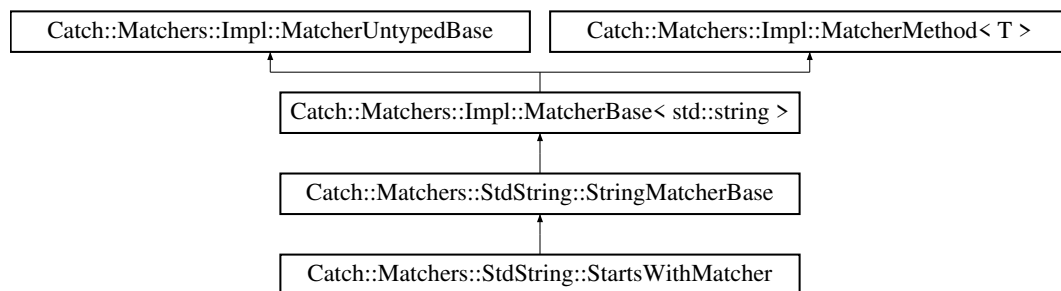 Catch::Matchers::Impl::MatcherUntypedBase
Catch::Matchers::Impl::MatcherMethod< T >
Catch::Matchers::Impl::MatcherBase< std::string >
Catch::Matchers::StdString::StringMatcherBase
Catch::Matchers::StdString::StartsWithMatcher